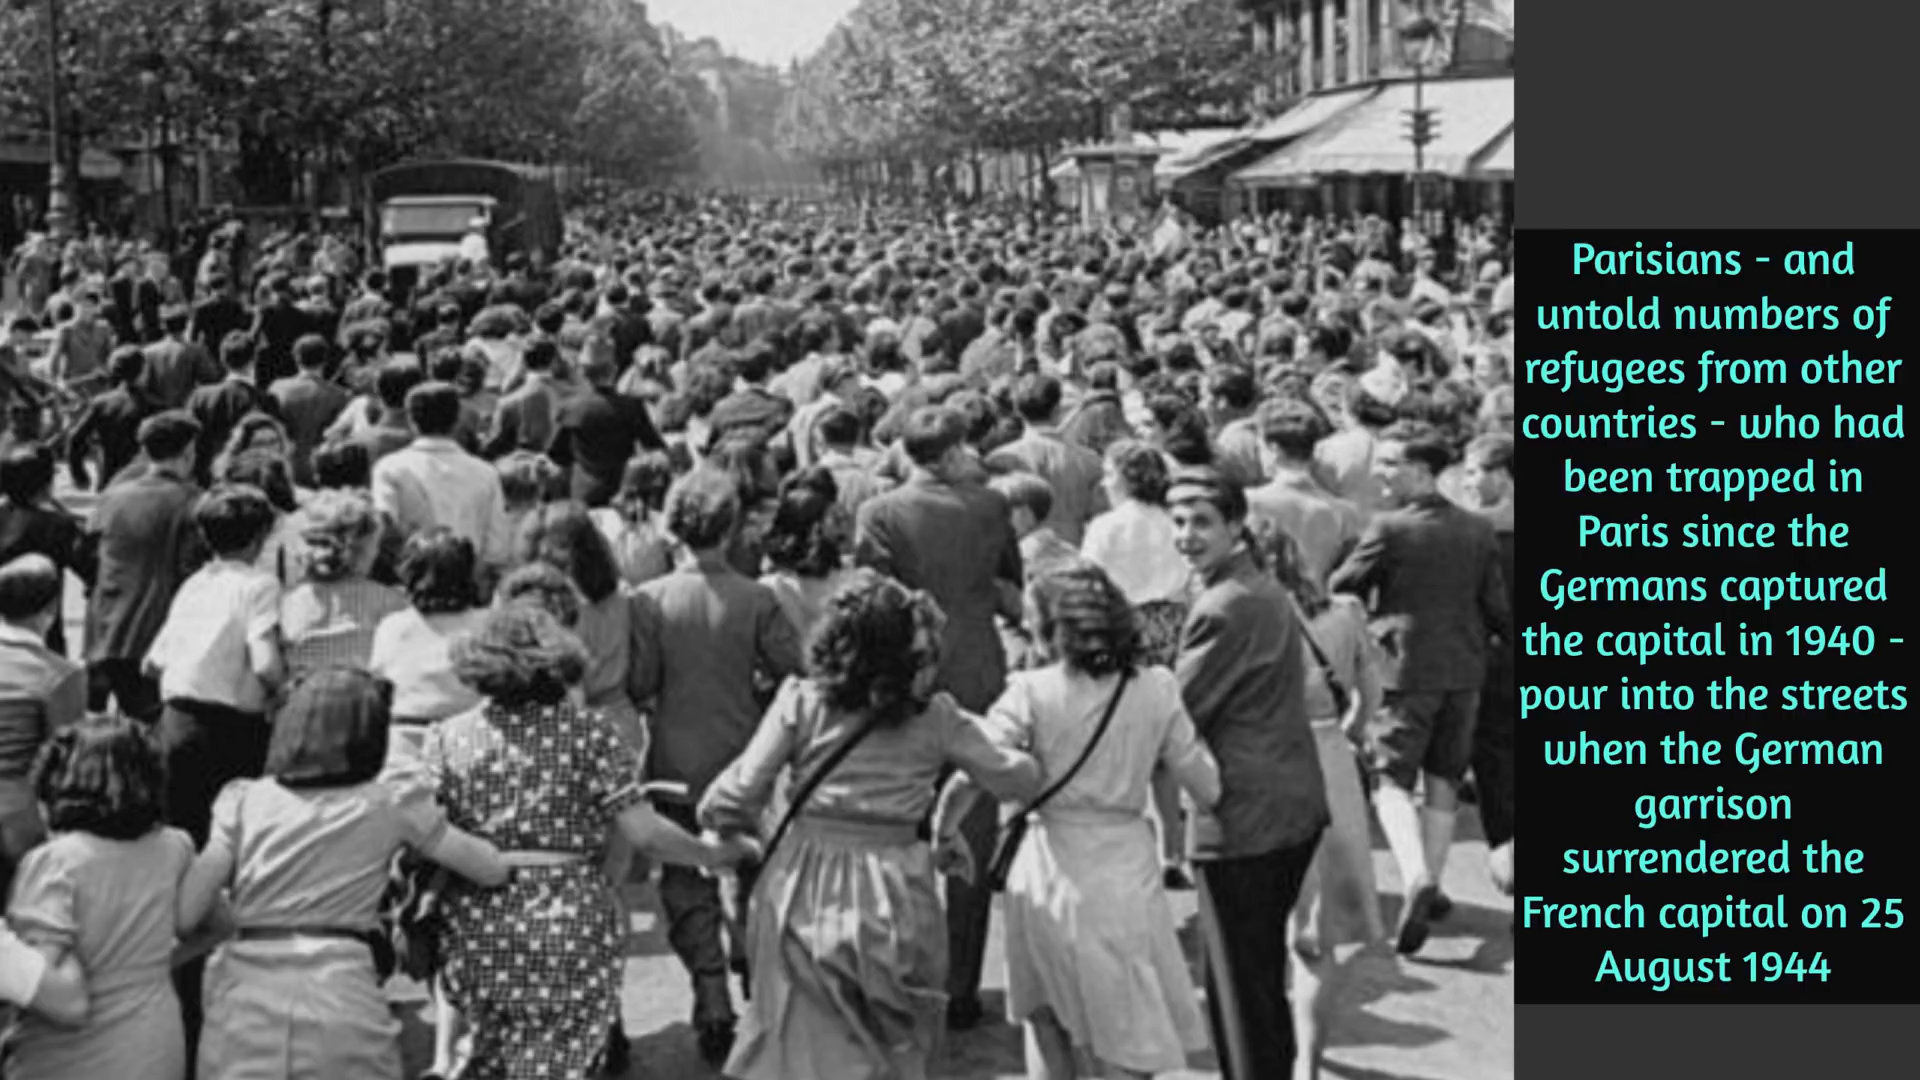 Parisians - and
untold numbers of
refugees from other
countries - who had
been trapped in
Paris since the
Germans captured
the capital in 1940 -
pour into the streets
when the German
garrison
surrendered the
French capital on 25
August 1944